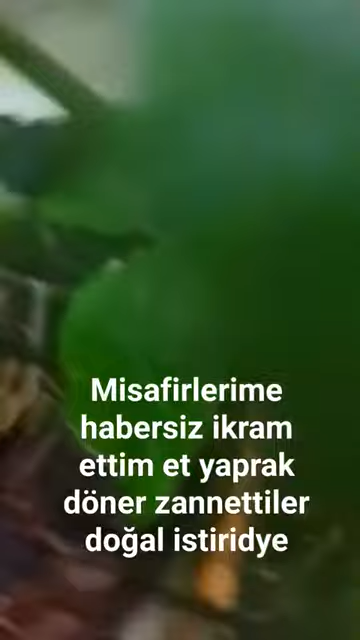 Misafirlerime
habersiz ikram
ettim et yaprak
döner zannettiler
doğal istiridye